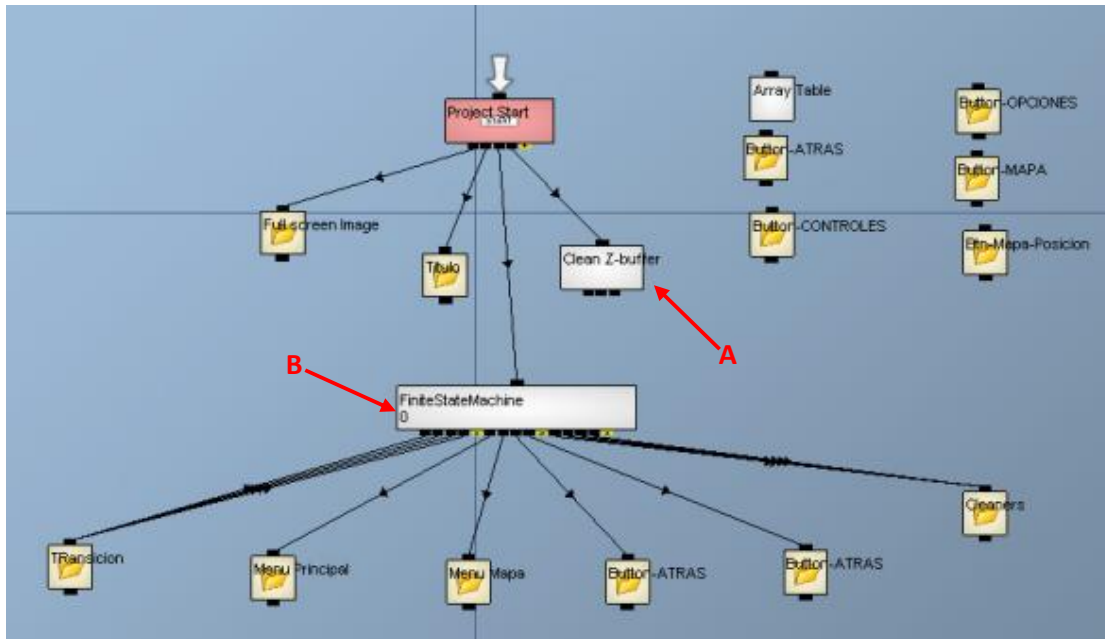 Project Start
START
Array Table
Button-OPCIONES
Button-ATRAS
Button-MAPA
Full screen Image
Button-CONTROLES
Titulo
Clean Z-buffer
Btn-Mapa-Posicion
A
B
FiniteStateMachine
0
Cleaners
TRansicion
Menu Principal
Menu Mapa
Button-ATRAS
Button-ATRAS